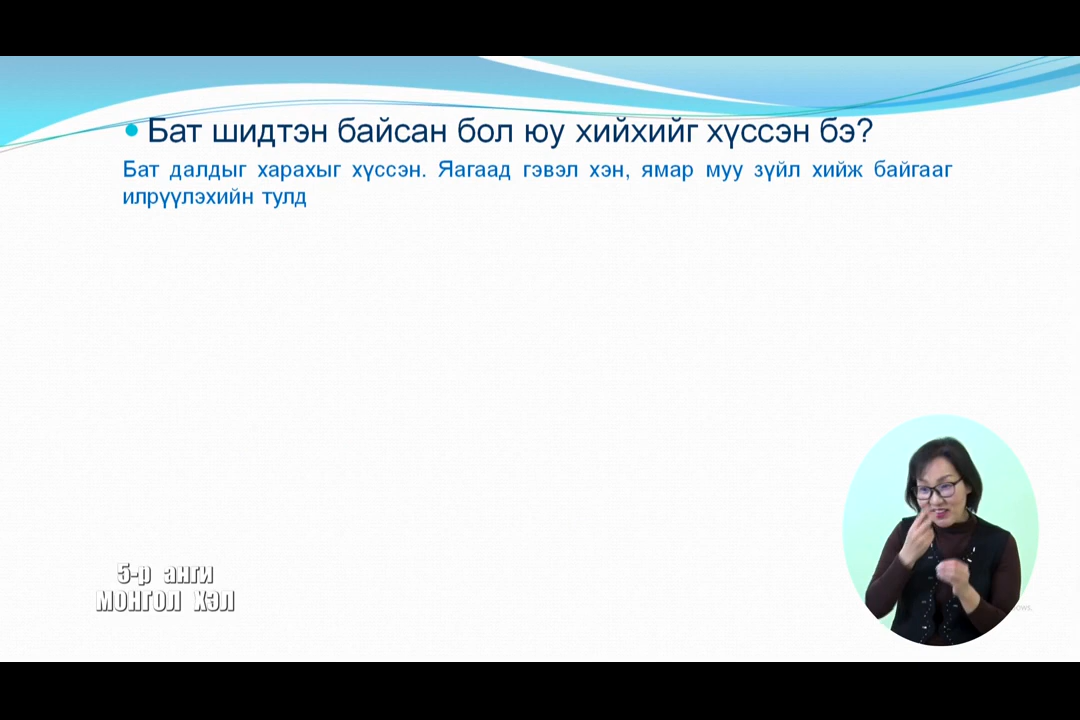 • Бат шидтэн байсан бол юу хийхийг хүссэн бэ?
Бат далдыг харахыг хүссэн. Яагаад гэвэл хэн, ямар муу зүйл хийж байгааг
илрүүлэхийн тулд
5-р анги
МОНГОЛ ХЭЛ